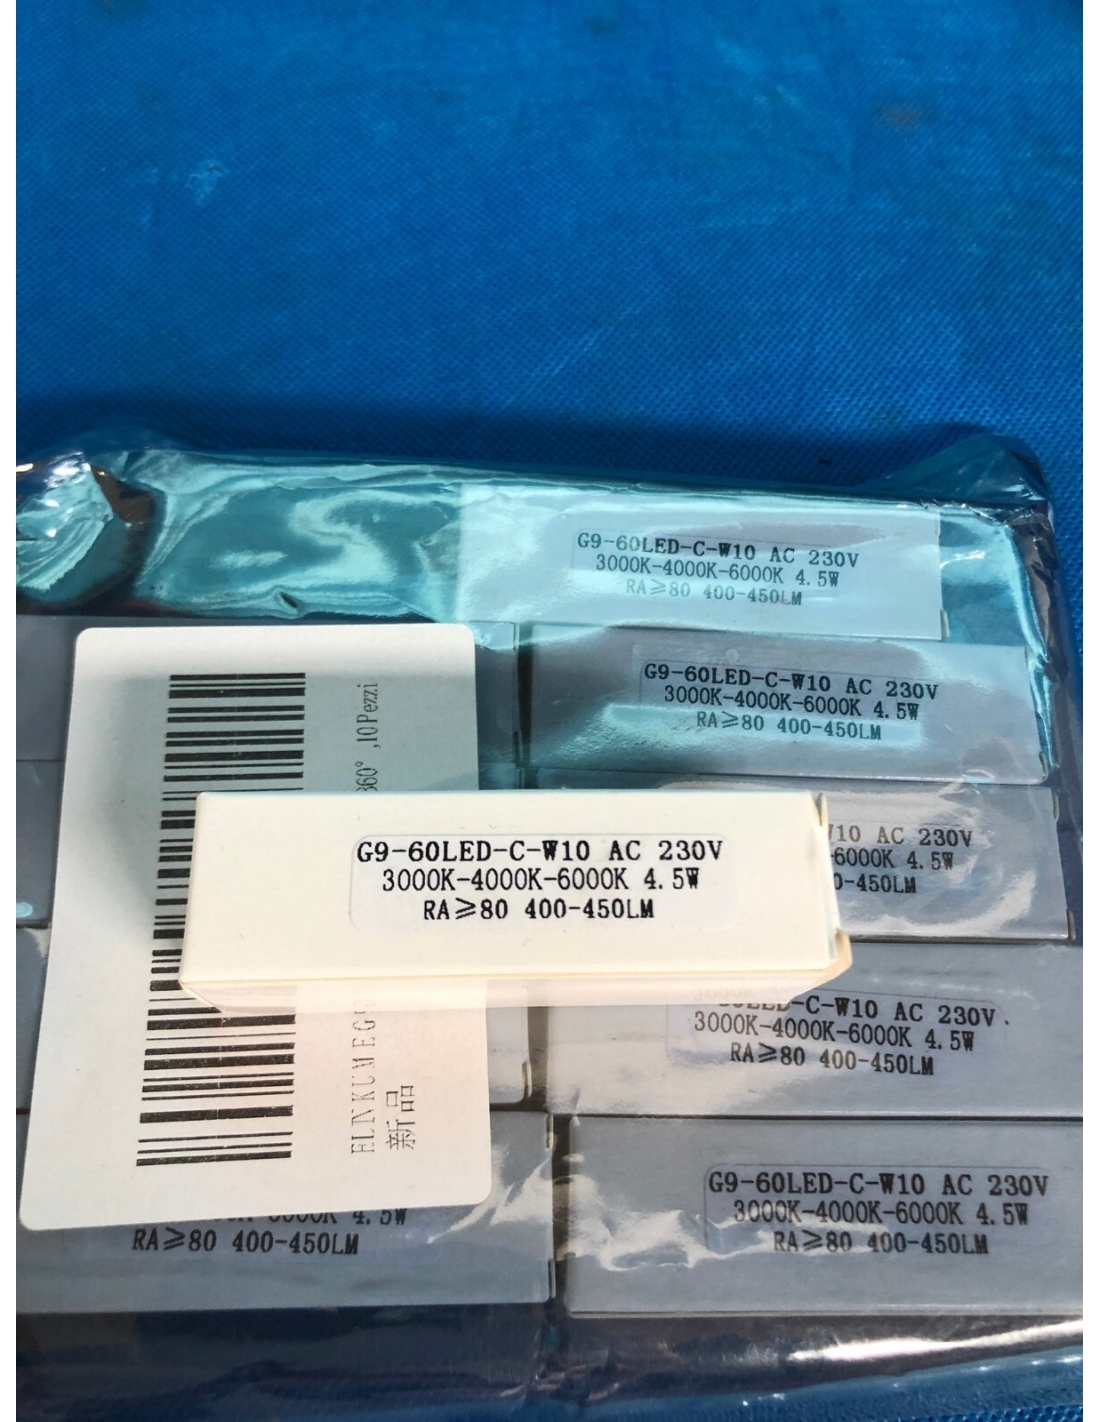 G9-60LED-C-W10 AC 230V
3000K-4000K-6000K 4.5W
RA≥80 400-450LM
G9-60LED-C-W10 AC 230V
3000K-4000K-6000K 4.5W
RA≥80 400-450LM
360° ,10Pezzi
ELINKUME G
新品
W10 AC 230V
-6000K 4.5W
0-450LM
G9-60LED-C-W10 AC 230V
3000K-4000K-6000K 4.5W
RA≥80 400-450LM
-C-W10 AC 230V
3000K-4000K-6000K 4.5W
RA≥80 400-450LM
G9-60LED-C-W10 AC 230V
3000K-4000K-6000K 4.5W
RA≥80 400-450LM
4.5W
RA≥80 400-450LM